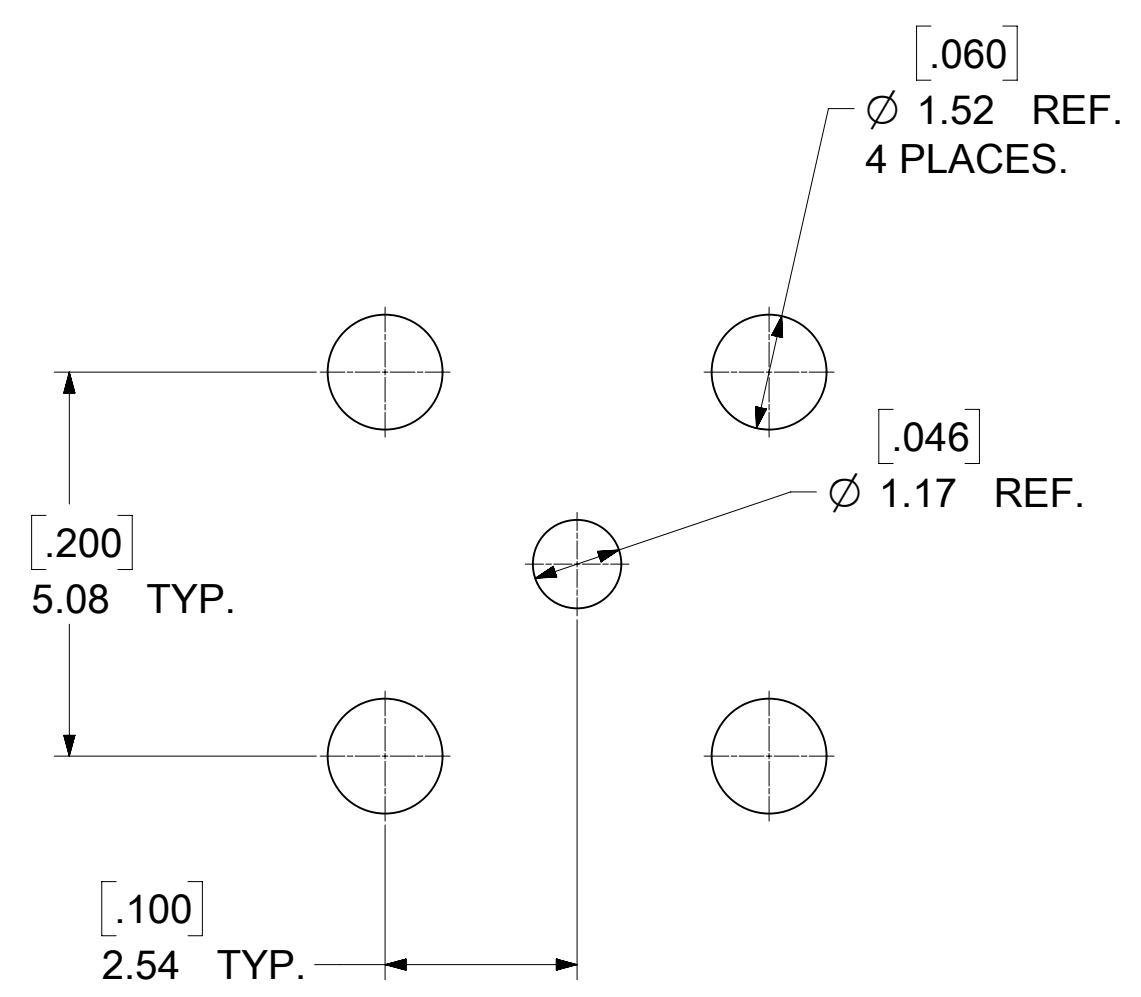 [.060]
∅ 1.52 REF.
4 PLACES.
[.046]
∅ 1.17 REF.
[.200]
5.08 TYP.
[.100]
2.54 TYP.